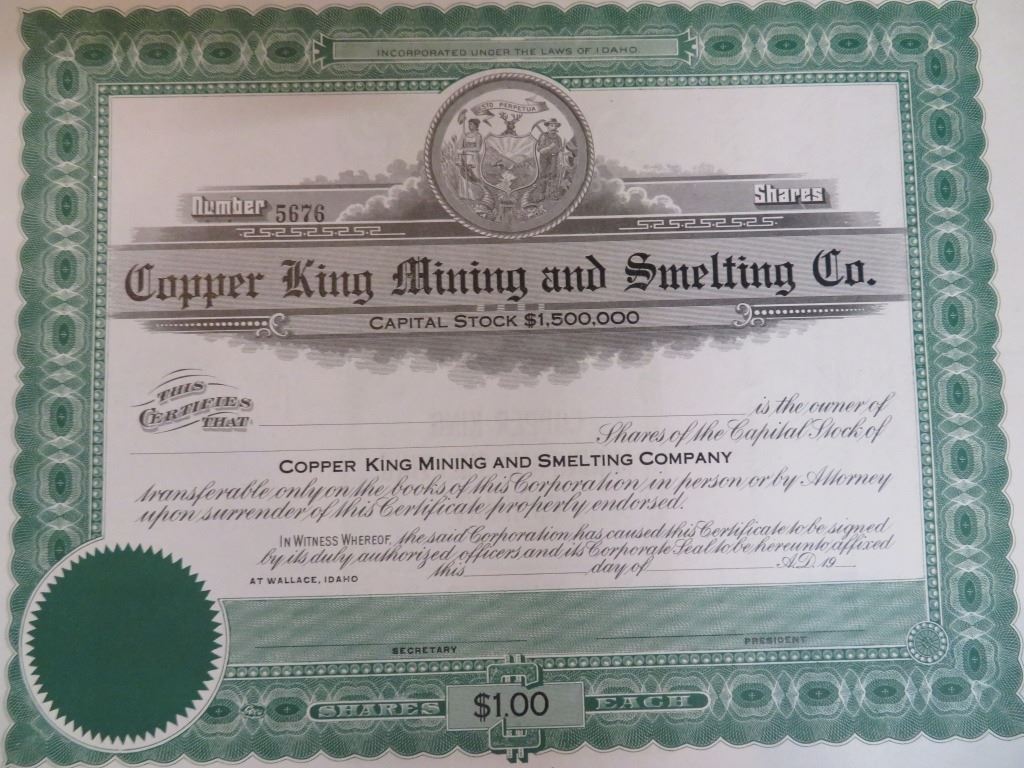 INCORPORATED UNDER THE LAWS OF IDAHO.
ESTO PERPETUA
Number 5676 Shares
Copper King Mining and Smelting Co.
CAPITAL STOCK $1,500,000
THIS CERTIFIES THAT is the owner of
Shares of the Capital Stock of
COPPER KING MINING AND SMELTING COMPANY
transferable only on the books of this Corporation in person or by Attorney
upon surrender of this Certificate properly endorsed.
IN WITNESS WHEREOF, the said Corporation has caused this Certificate to be signed
by its duly authorized officers and its Corporate Seal to be hereunto affixed
AT WALLACE, IDAHO this day of A.D. 19
SECRETARY PRESIDENT
SHARES $1.00 EACH